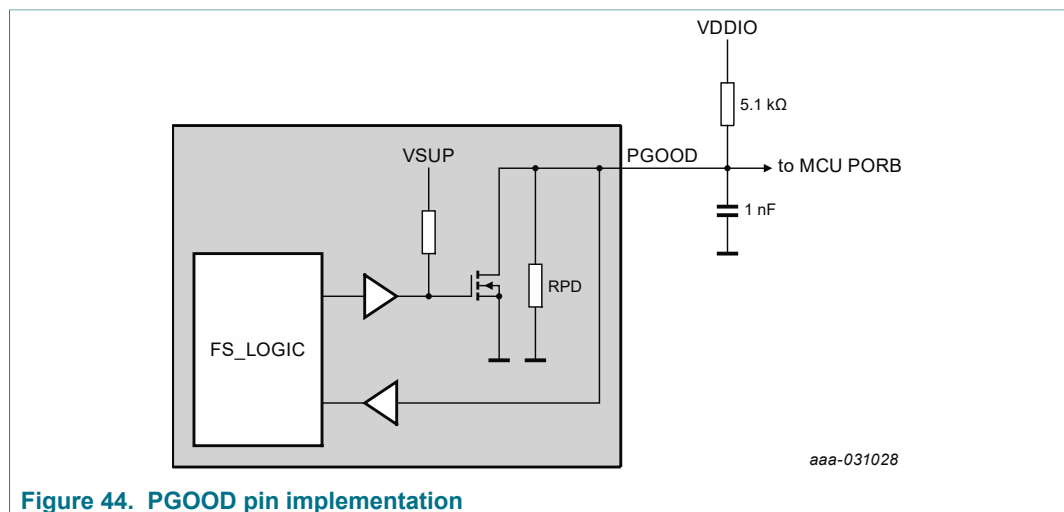 VDDIO
5.1 kΩ
VSUP
PGOOD
to MCU PORB
1 nF
RPD
FS_LOGIC
aaa-031028
Figure 44. PGOOD pin implementation